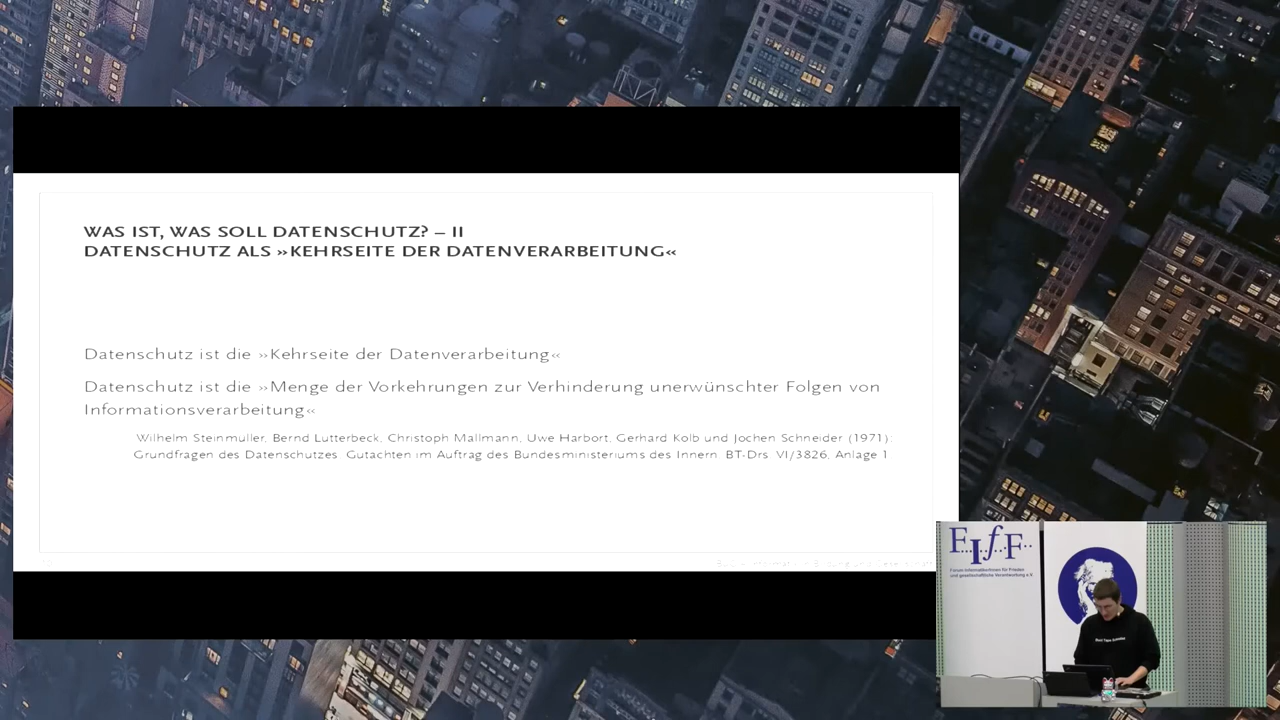 WAS IST, WAS SOLL DATENSCHUTZ? – II
DATENSCHUTZ ALS »KEHRSEITE DER DATENVERARBEITUNG«
Datenschutz ist die »Kehrseite der Datenverarbeitung«
Datenschutz ist die »Menge der Vorkehrungen zur Verhinderung unerwünschter Folgen von
Informationsverarbeitung«
Wilhelm Steinmüller, Bernd Lutterbeck, Christoph Mallmann, Uwe Harbort, Gerhard Kolb und Jochen Schneider (1971):
Grundfragen des Datenschutzes. Gutachten im Auftrag des Bundesministeriums des Innern. BT-Drs. VI/3826, Anlage 1
FIfF
Forum InformatikerInnen für Frieden
und gesellschaftliche Verantwortung e.V.